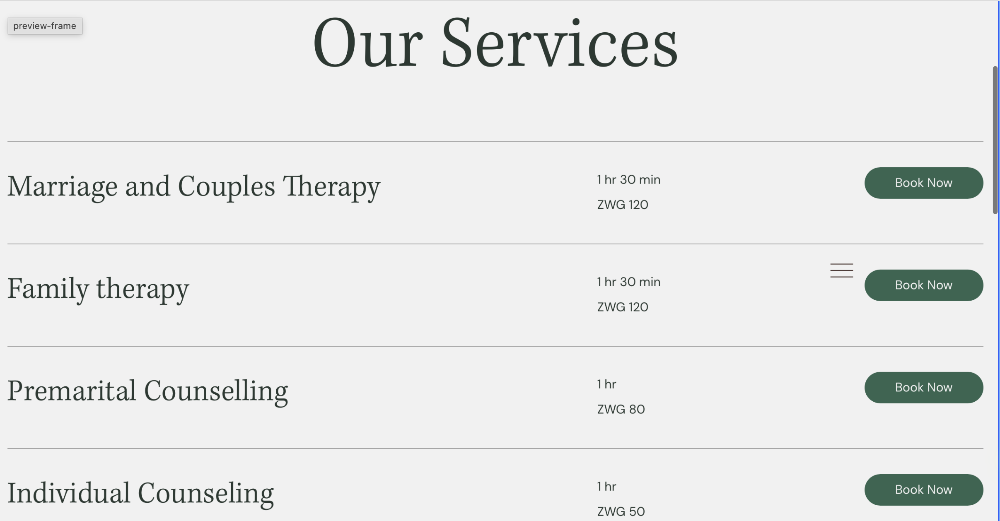 preview-frame
Our Services
Marriage and Couples Therapy
1 hr 30 min
ZWG 120
Book Now
Family therapy
1 hr 30 min
ZWG 120
Book Now
Premarital Counselling
1 hr
ZWG 80
Book Now
Individual Counseling
1 hr
ZWG 50
Book Now